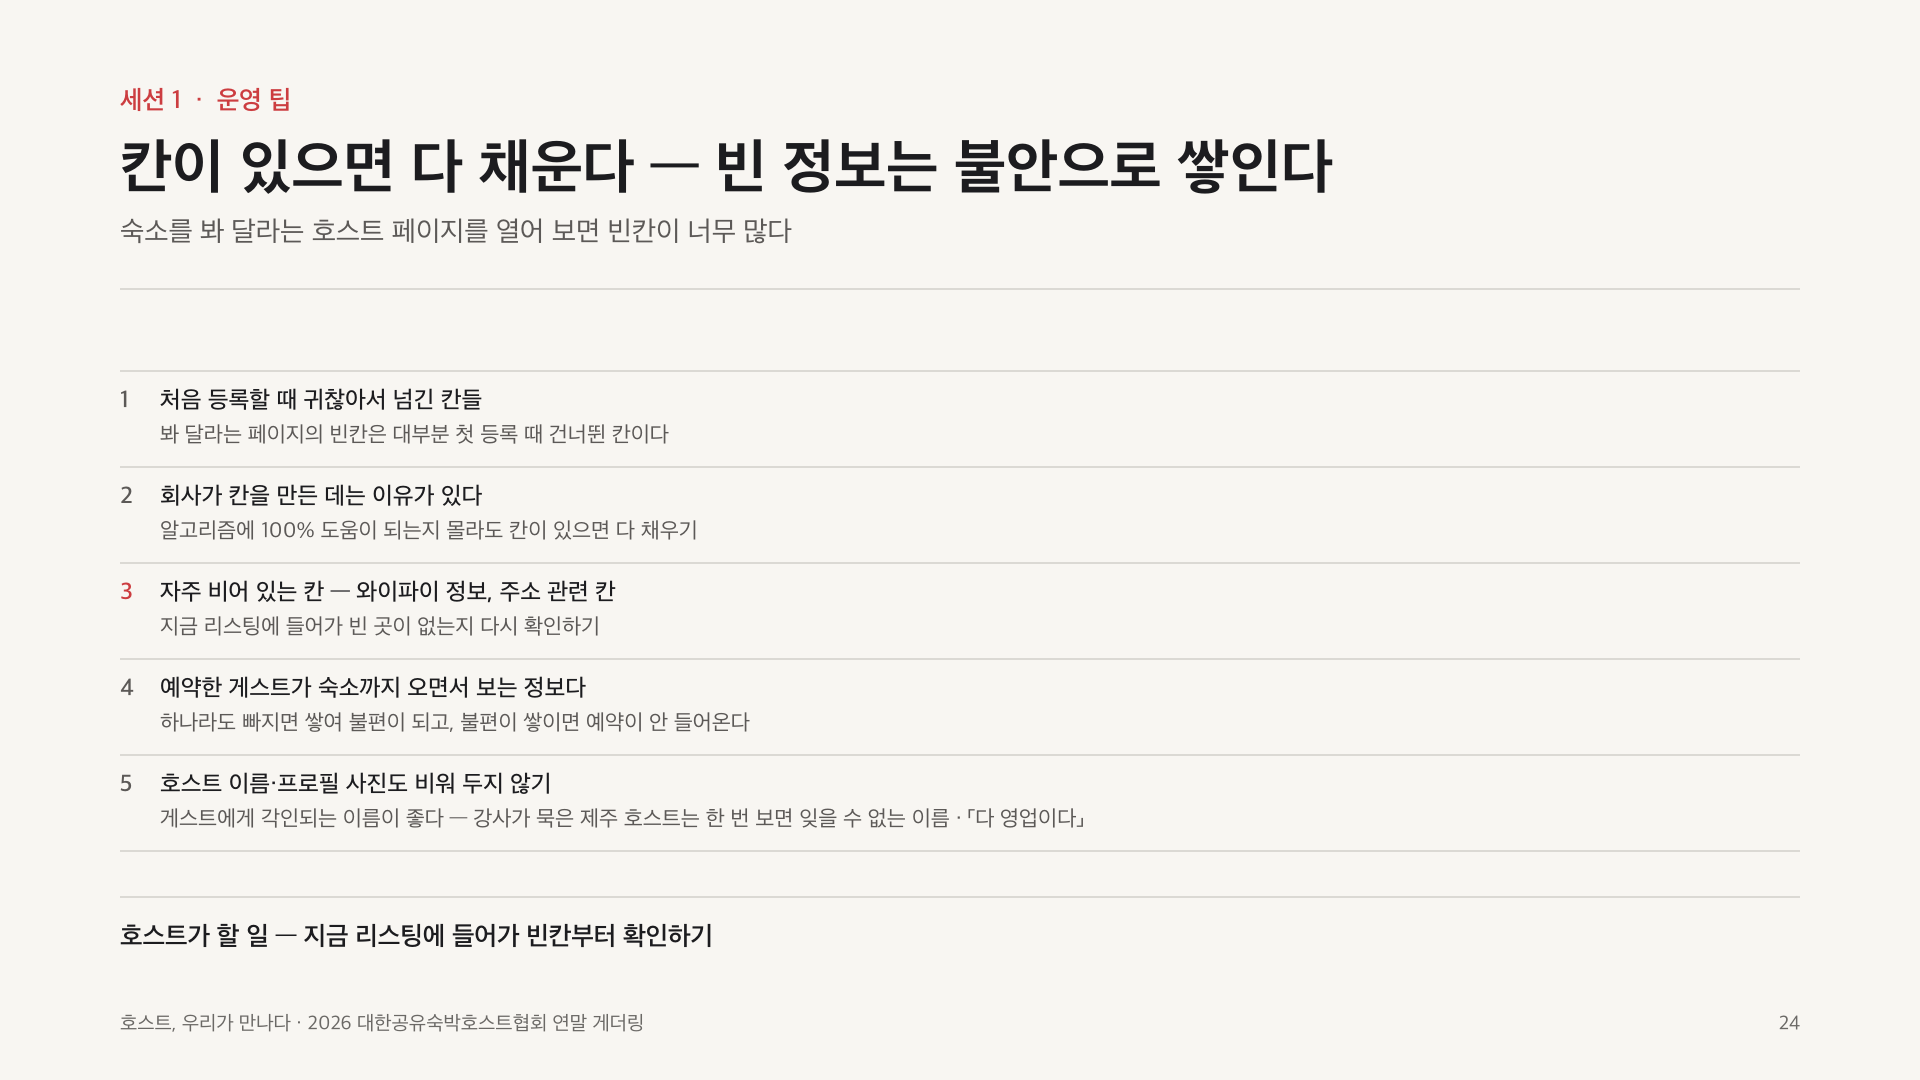 세션 1 · 운영 팁
칸이 있으면 다 채운다 — 빈 정보는 불안으로 쌓인다
숙소를 봐 달라는 호스트 페이지를 열어 보면 빈칸이 너무 많다
1 처음 등록할 때 귀찮아서 넘긴 칸들
봐 달라는 페이지의 빈칸은 대부분 첫 등록 때 건너뛴 칸이다
2 회사가 칸을 만든 데는 이유가 있다
알고리즘에 100% 도움이 되는지 몰라도 칸이 있으면 다 채우기
3 자주 비어 있는 칸 — 와이파이 정보, 주소 관련 칸
지금 리스팅에 들어가 빈 곳이 없는지 다시 확인하기
4 예약한 게스트가 숙소까지 오면서 보는 정보다
하나라도 빠지면 쌓여 불편이 되고, 불편이 쌓이면 예약이 안 들어온다
5 호스트 이름·프로필 사진도 비워 두지 않기
게스트에게 각인되는 이름이 좋다 — 강사가 묵은 제주 호스트는 한 번 보면 잊을 수 없는 이름 · 「다 영업이다」
호스트가 할 일 — 지금 리스팅에 들어가 빈칸부터 확인하기
호스트, 우리가 만나다 · 2026 대한공유숙박호스트협회 연말 게더링
24